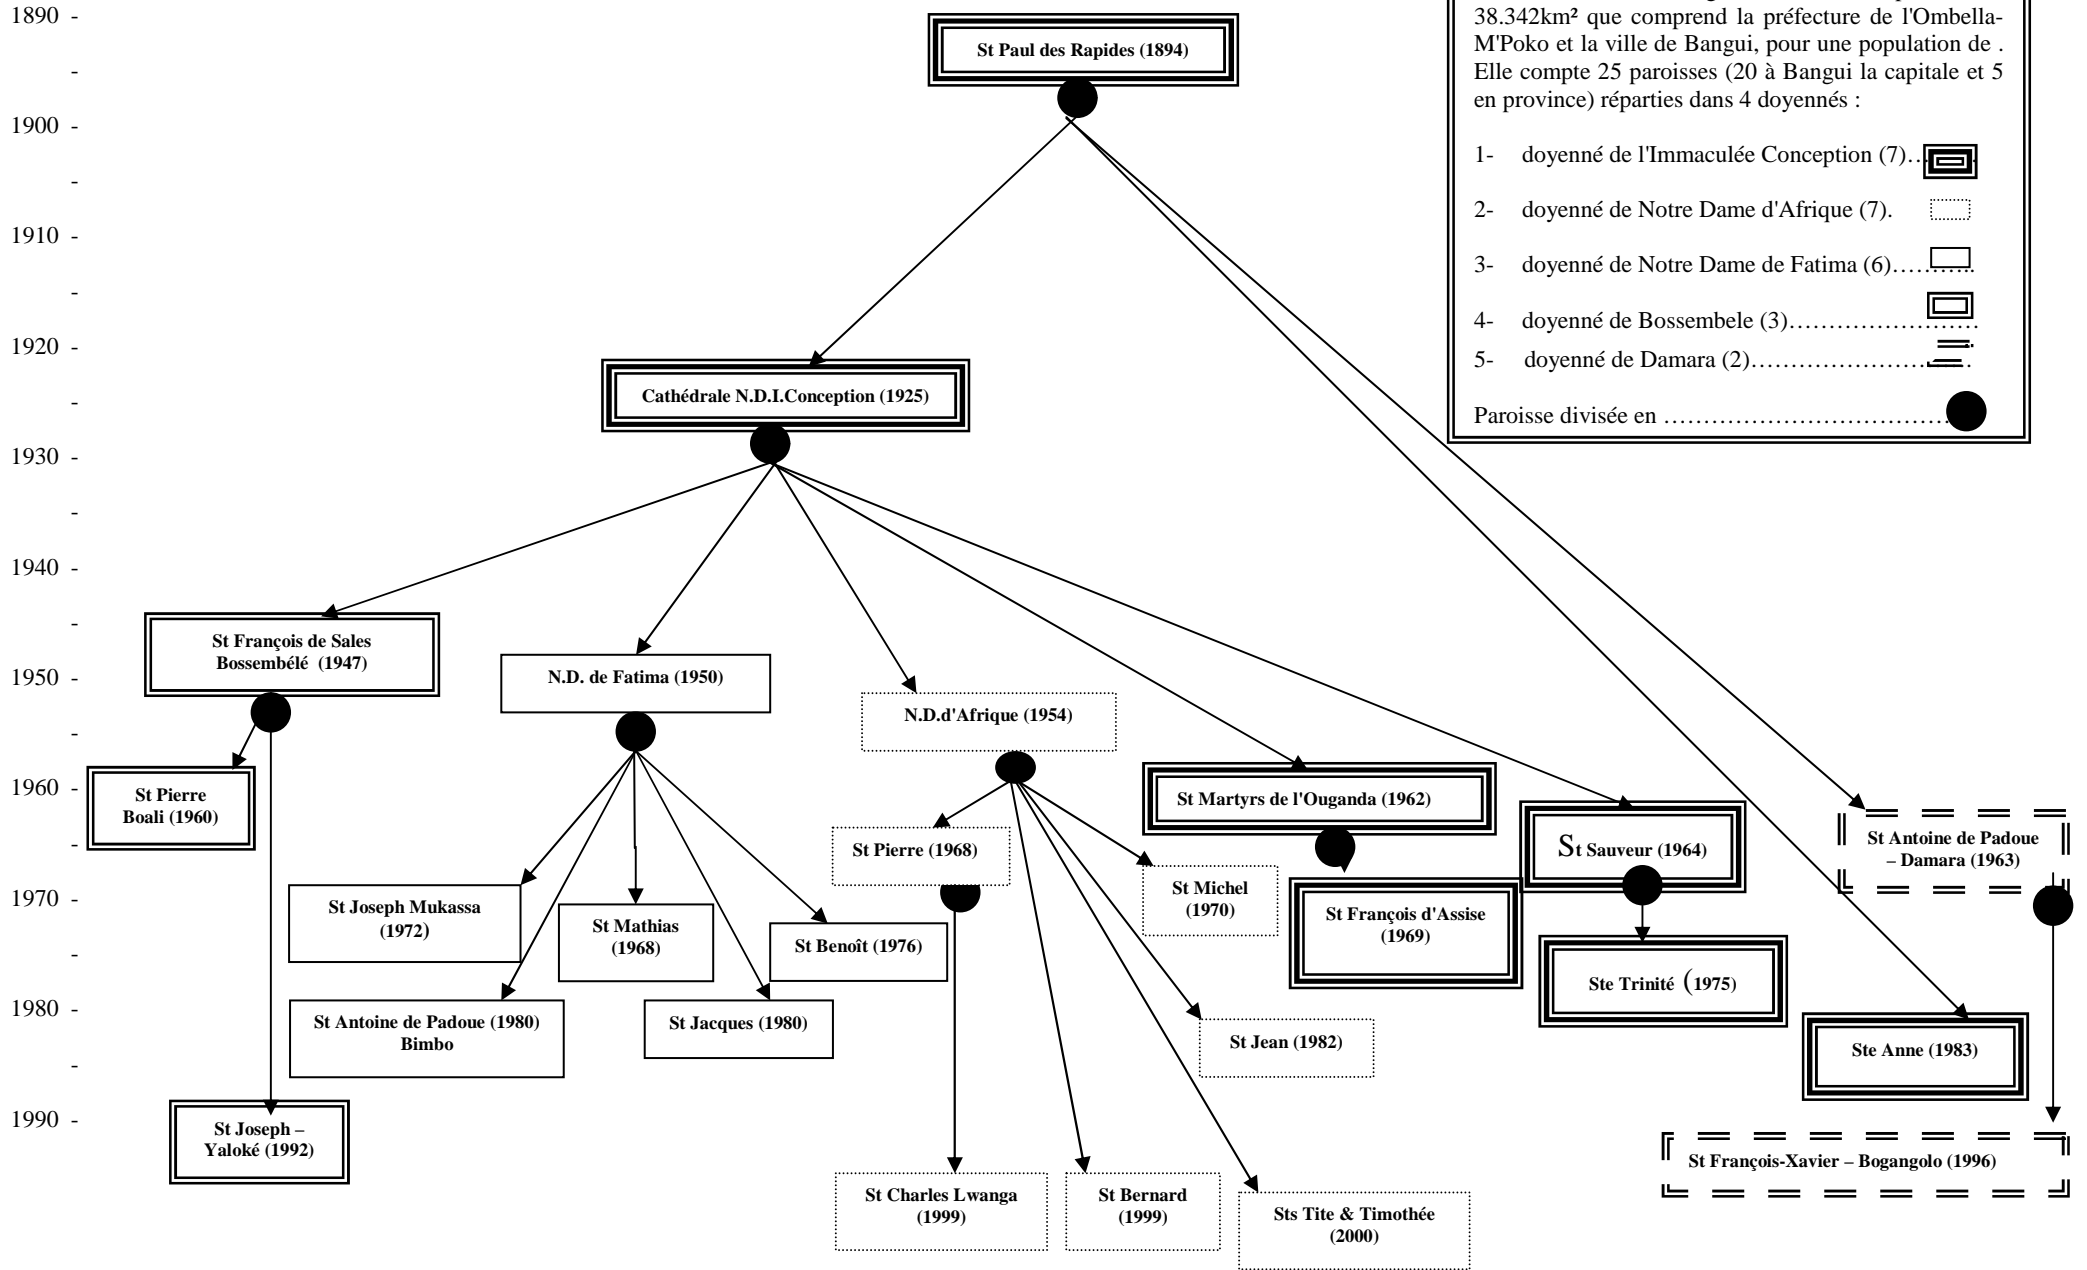 1890 -
-
1900 -
-
1910 -
-
1920 -
-
1930 -
-
1940 -
-
1950 -
-
1960 -
-
1970 -
-
1980 -
-
1990 -
St Paul des Rapides (1894)
38.342km² que comprend la préfecture de l'Ombella-
M'Poko et la ville de Bangui, pour une population de .
Elle compte 25 paroisses (20 à Bangui la capitale et 5
en province) réparties dans 4 doyennés :
1- doyenné de l'Immaculée Conception (7)...
2- doyenné de Notre Dame d'Afrique (7).
3- doyenné de Notre Dame de Fatima (6)...........
4- doyenné de Bossembele (3)..........................
5- doyenné de Damara (2)................................
Paroisse divisée en .....................................
Cathédrale N.D.I.Conception (1925)
St François de Sales
Bossembélé (1947)
N.D. de Fatima (1950)
N.D.d'Afrique (1954)
St Pierre
Boali (1960)
St Martyrs de l'Ouganda (1962)
St Sauveur (1964)
St Antoine de Padoue
– Damara (1963)
St Pierre (1968)
St Michel
(1970)
St Joseph Mukassa
(1972)
St Mathias
(1968)
St Benoît (1976)
St François d'Assise
(1969)
Ste Trinité (1975)
St Antoine de Padoue (1980)
Bimbo
St Jacques (1980)
St Jean (1982)
Ste Anne (1983)
St Joseph –
Yaloké (1992)
St François-Xavier – Bogangolo (1996)
St Charles Lwanga
(1999)
St Bernard
(1999)
Sts Tite & Timothée
(2000)